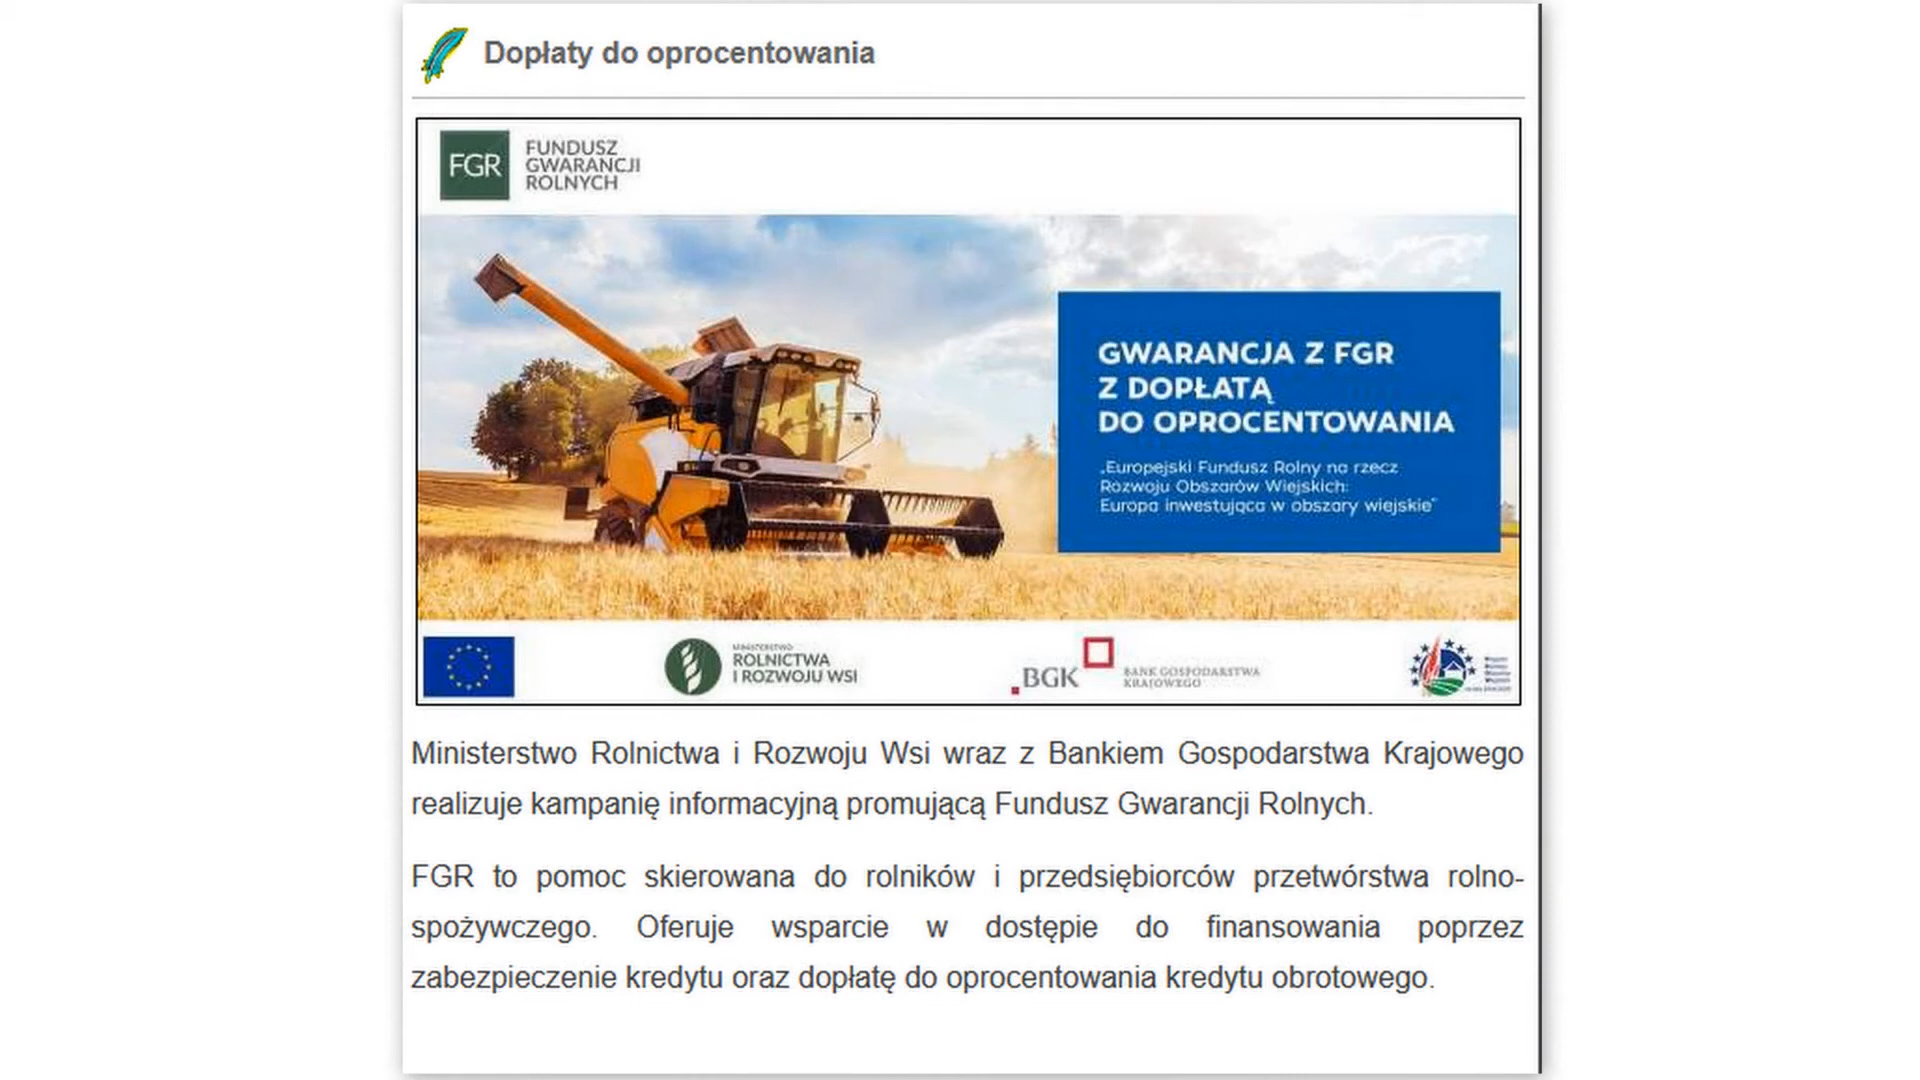 Dopłaty do oprocentowania
FGR
FUNDUSZ
GWARANCJI
ROLNYCH
GWARANCJA Z FGR
Z DOPŁATĄ
DO OPROCENTOWANIA
„Europejski Fundusz Rolny na rzecz
Rozwoju Obszarów Wiejskich:
Europa inwestująca w obszary wiejskie”
MINISTERSTWO
ROLNICTWA
I ROZWOJU WSI
BGK
BANK GOSPODARSTWA
KRAJOWEGO
Ministerstwo Rolnictwa i Rozwoju Wsi wraz z Bankiem Gospodarstwa Krajowego
realizuje kampanię informacyjną promującą Fundusz Gwarancji Rolnych.
FGR to pomoc skierowana do rolników i przedsiębiorców przetwórstwa rolno-
spożywczego. Oferuje wsparcie w dostępie do finansowania poprzez
zabezpieczenie kredytu oraz dopłatę do oprocentowania kredytu obrotowego.